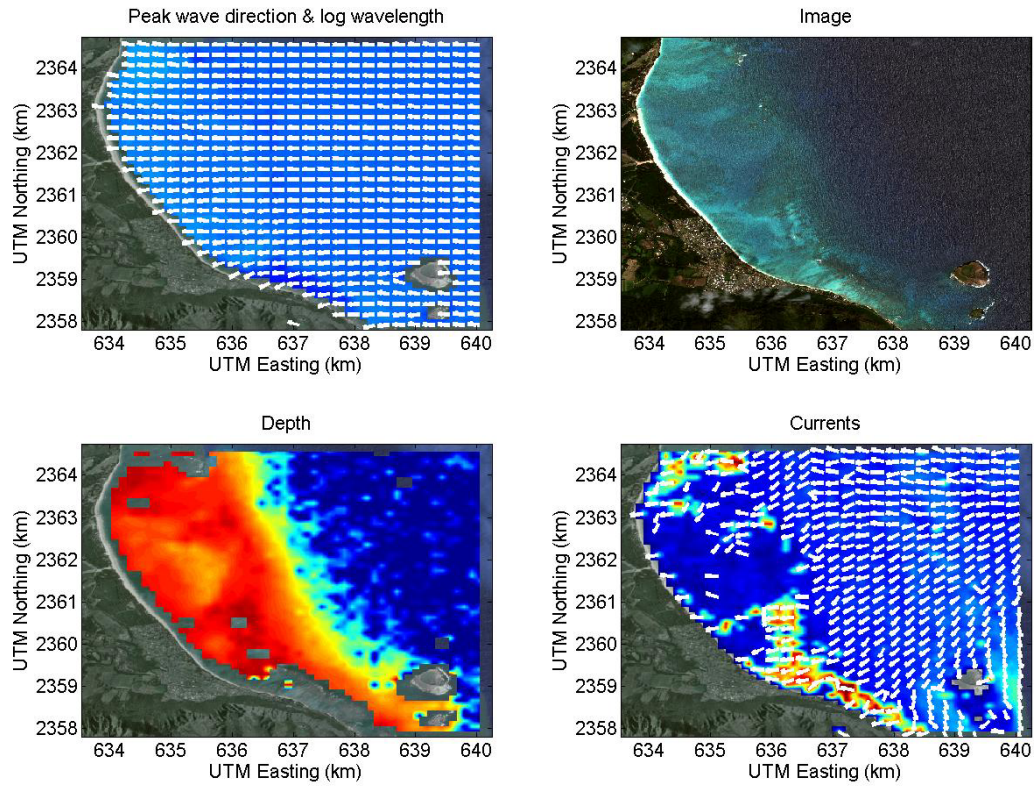 Peak wave direction & log wavelength
UTM Northing (km)
2364
2363
2362
2361
2360
2359
2358
634 635 636 637 638 639 640
UTM Easting (km)
Image
UTM Northing (km)
2364
2363
2362
2361
2360
2359
2358
634 635 636 637 638 639 640
UTM Easting (km)
Depth
UTM Northing (km)
2364
2363
2362
2361
2360
2359
2358
634 635 636 637 638 639 640
UTM Easting (km)
Currents
UTM Northing (km)
2364
2363
2362
2361
2360
2359
2358
634 635 636 637 638 639 640
UTM Easting (km)